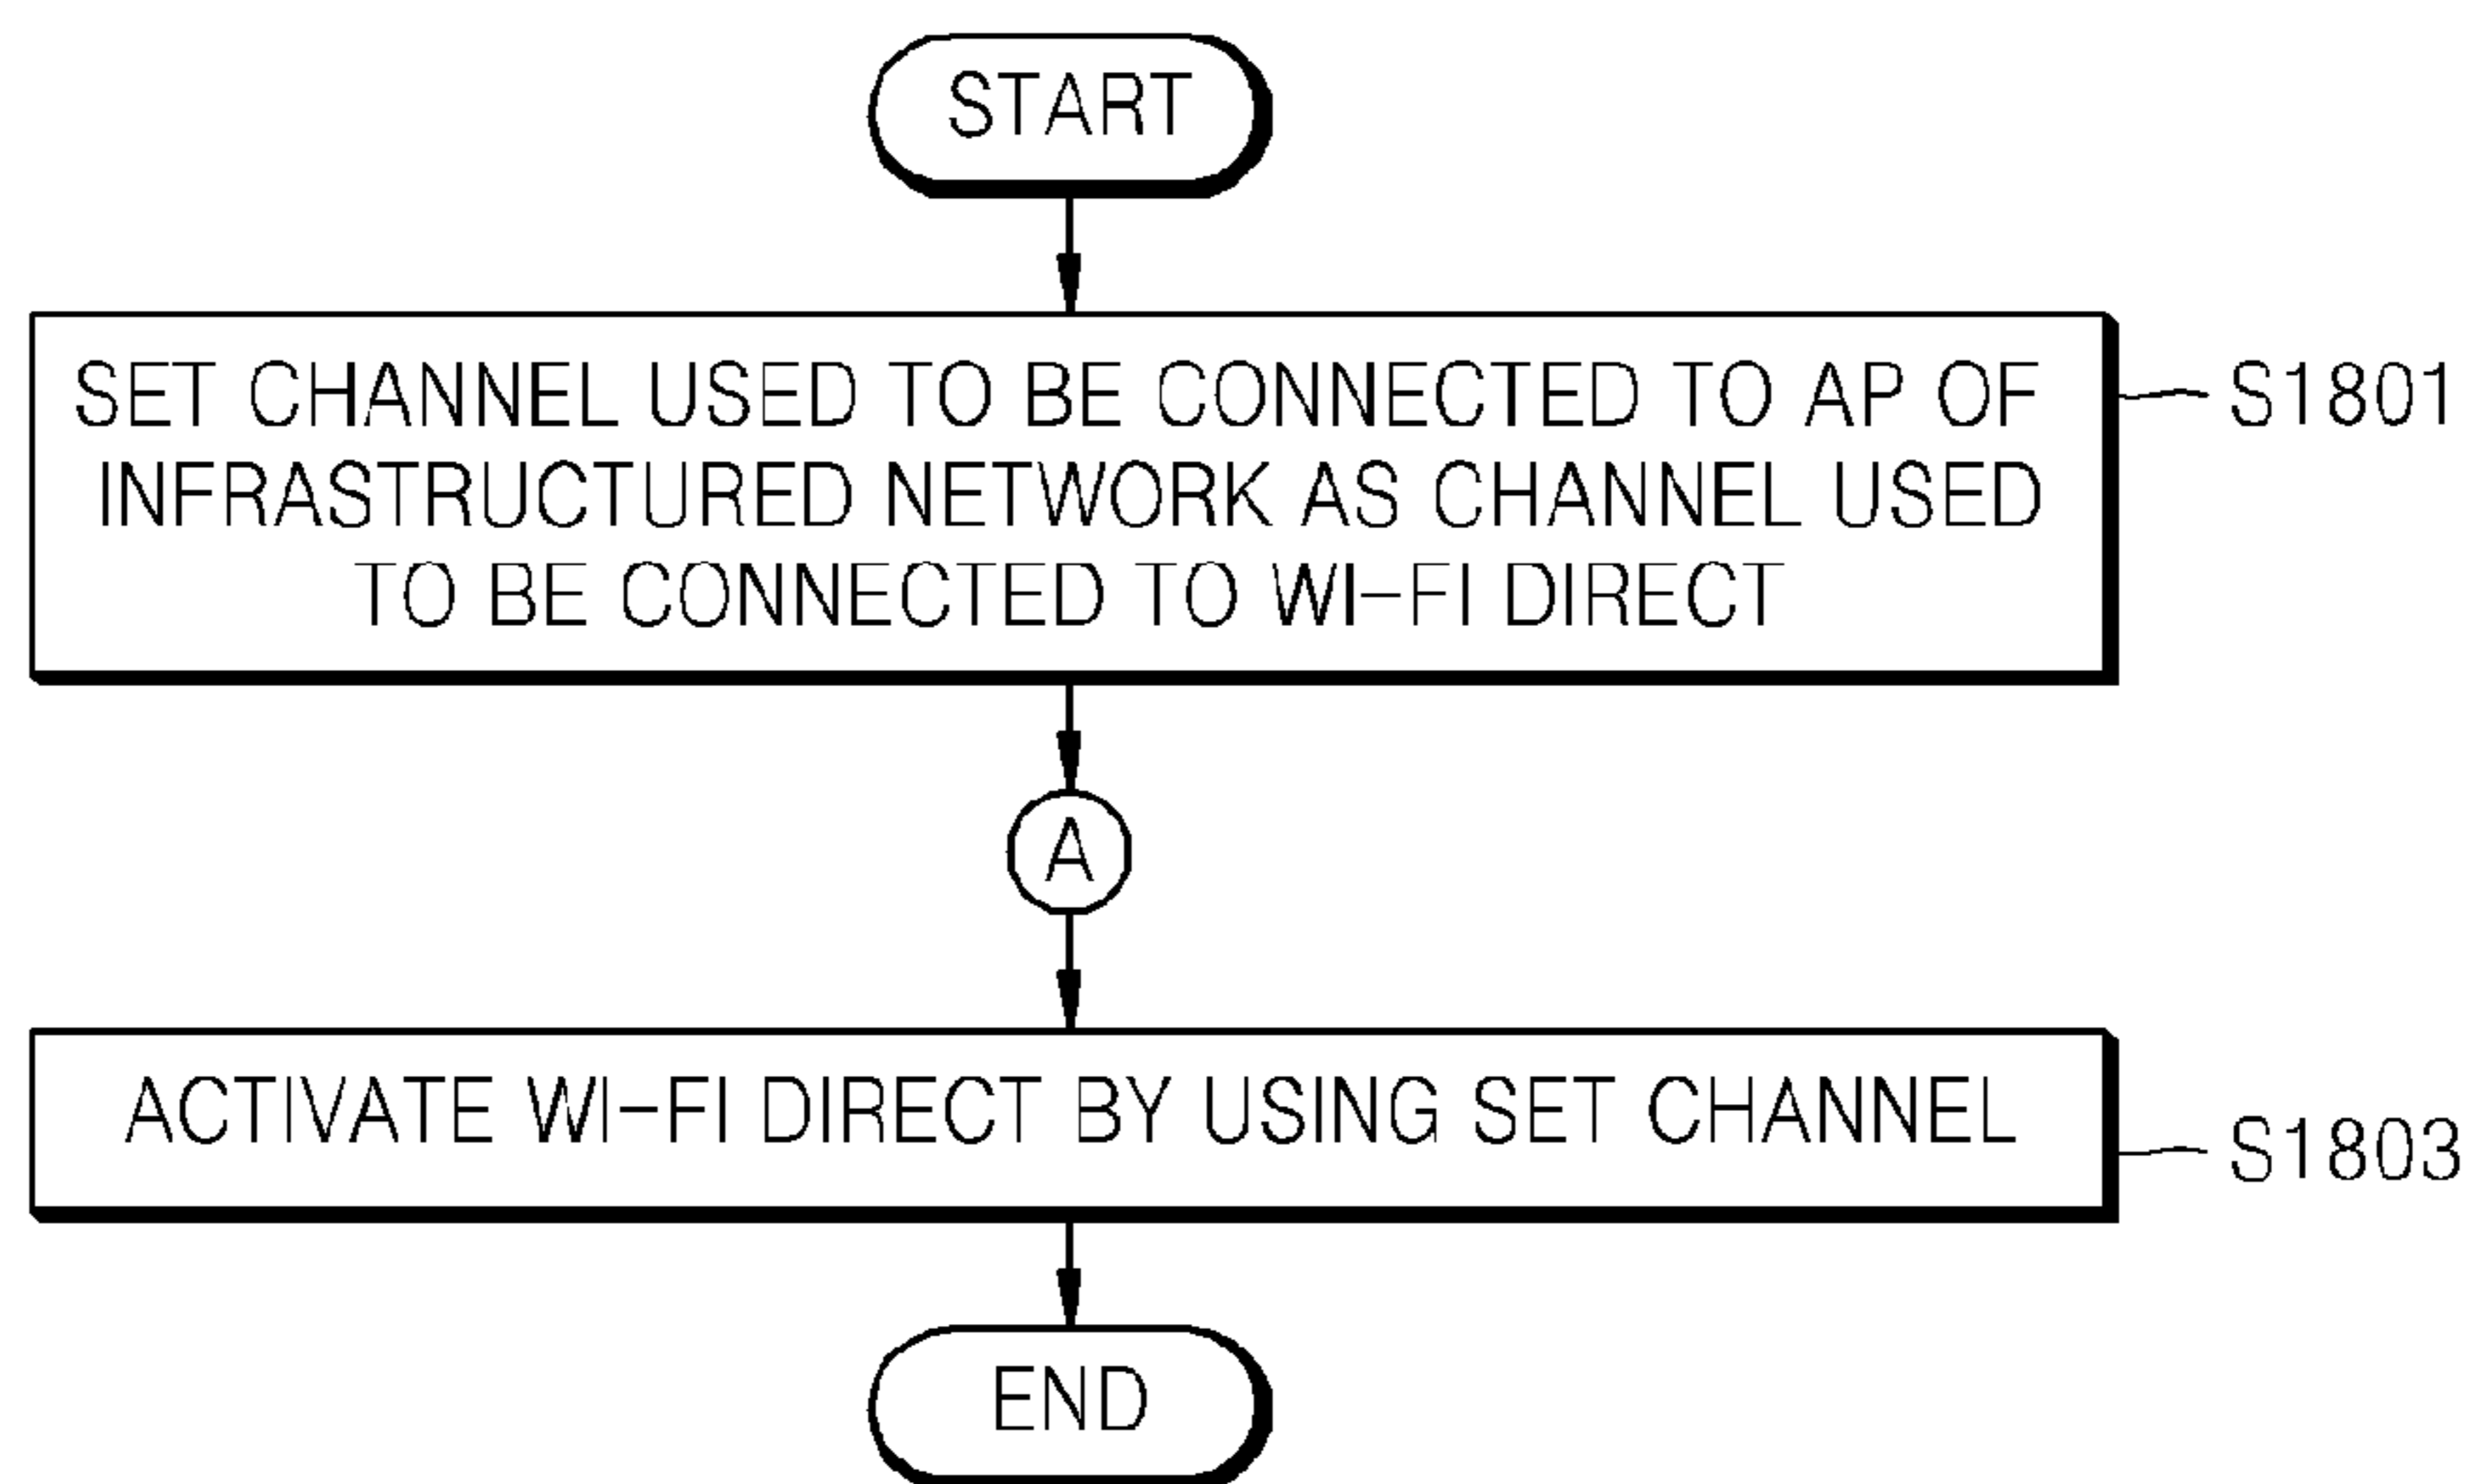 START
SET CHANNEL USED TO BE CONNECTED TO AP OF
INFRASTRUCTURED NETWORK AS CHANNEL USED
TO BE CONNECTED TO WI-FI DIRECT
S1801
A
ACTIVATE WI-FI DIRECT BY USING SET CHANNEL
S1803
END